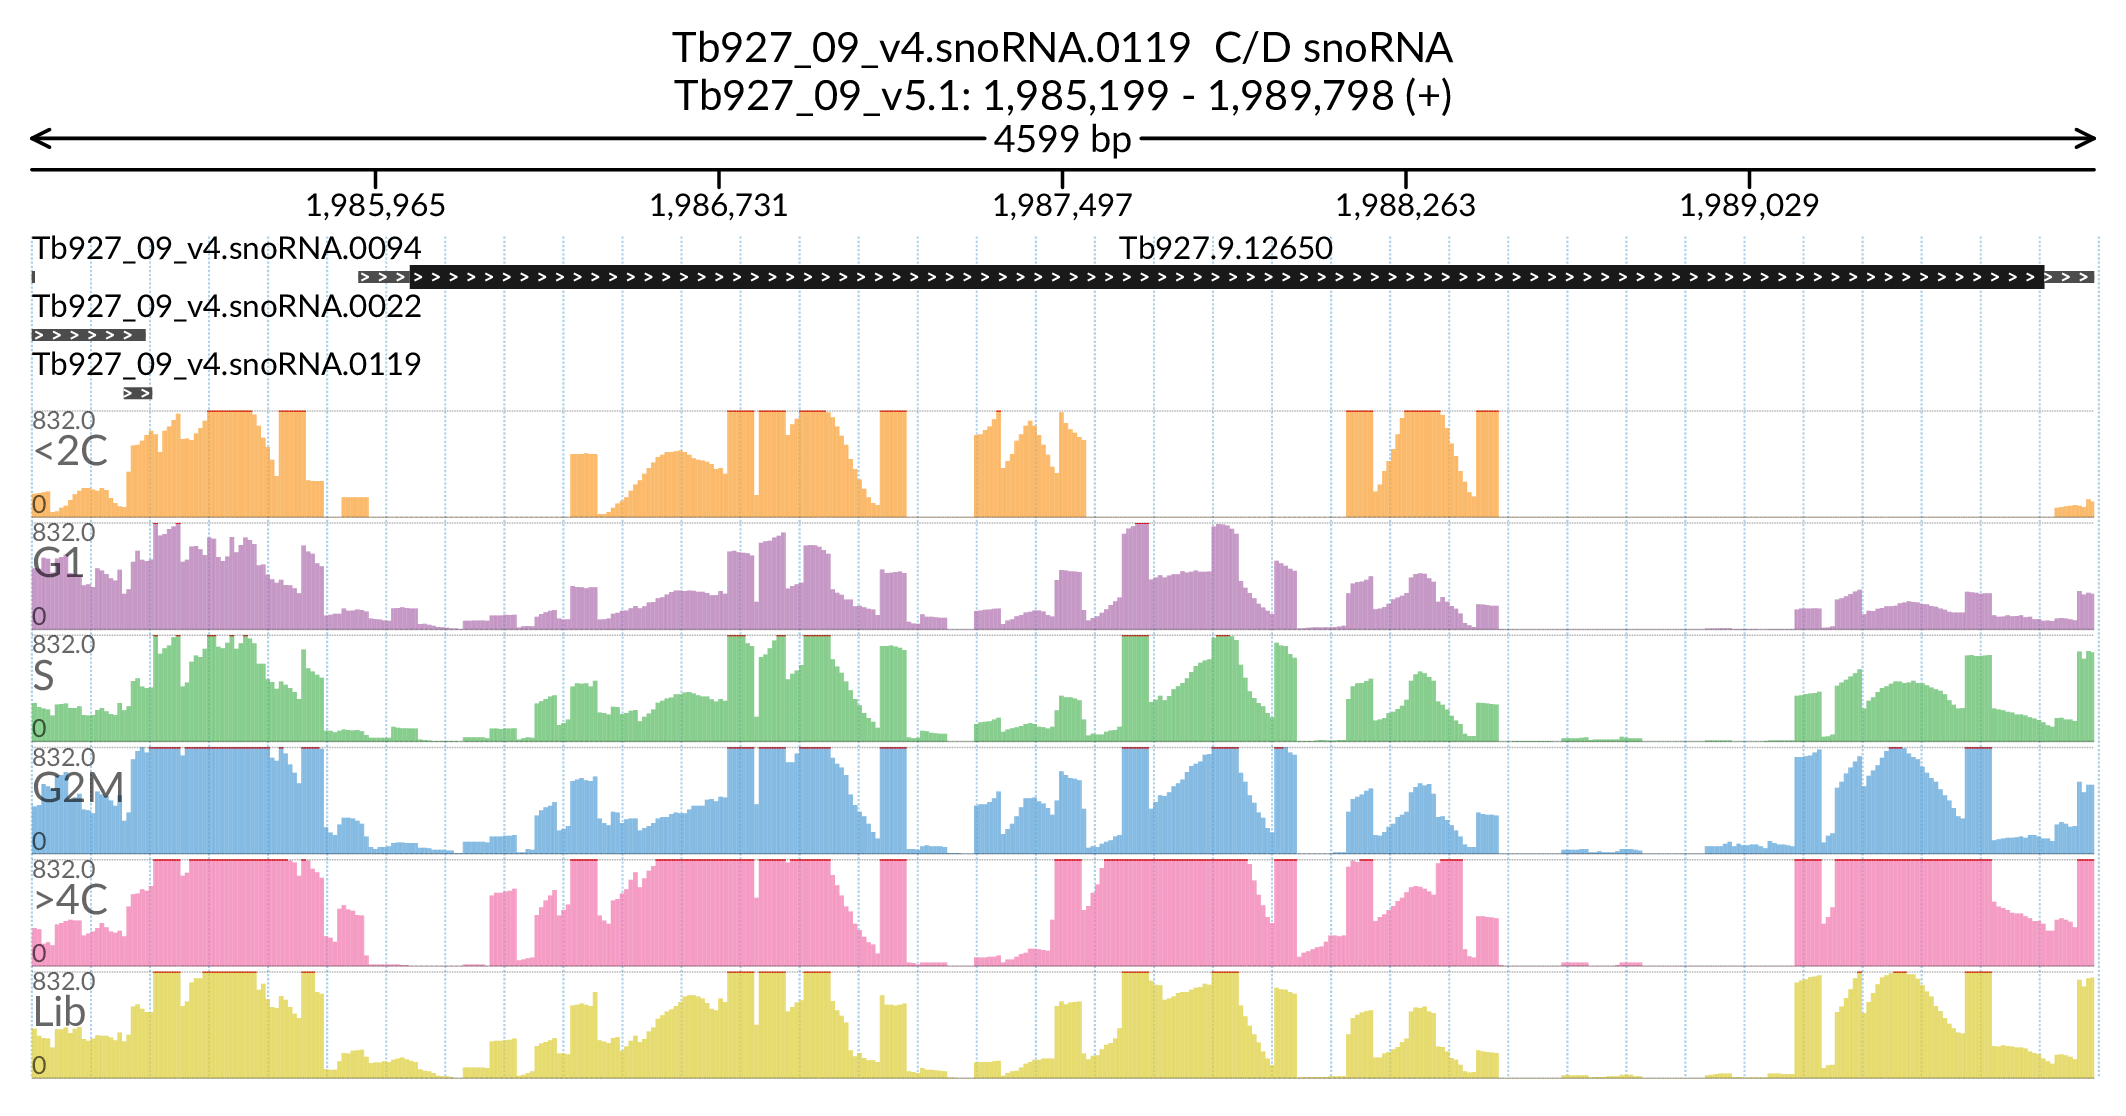 Tb927_09_v4.snoRNA.0119  C/D snoRNA
Tb927_09_v5.1: 1,985,199 - 1,989,798 (+)
4599 bp
1,985,965 1,986,731 1,987,497 1,988,263 1,989,029
Tb927_09_v4.snoRNA.0094 Tb927.9.12650
Tb927_09_v4.snoRNA.0022
Tb927_09_v4.snoRNA.0119
832.0
<2C
0
832.0
G1
0
832.0
S
0
832.0
G2M
0
832.0
>4C
0
832.0
Lib
0